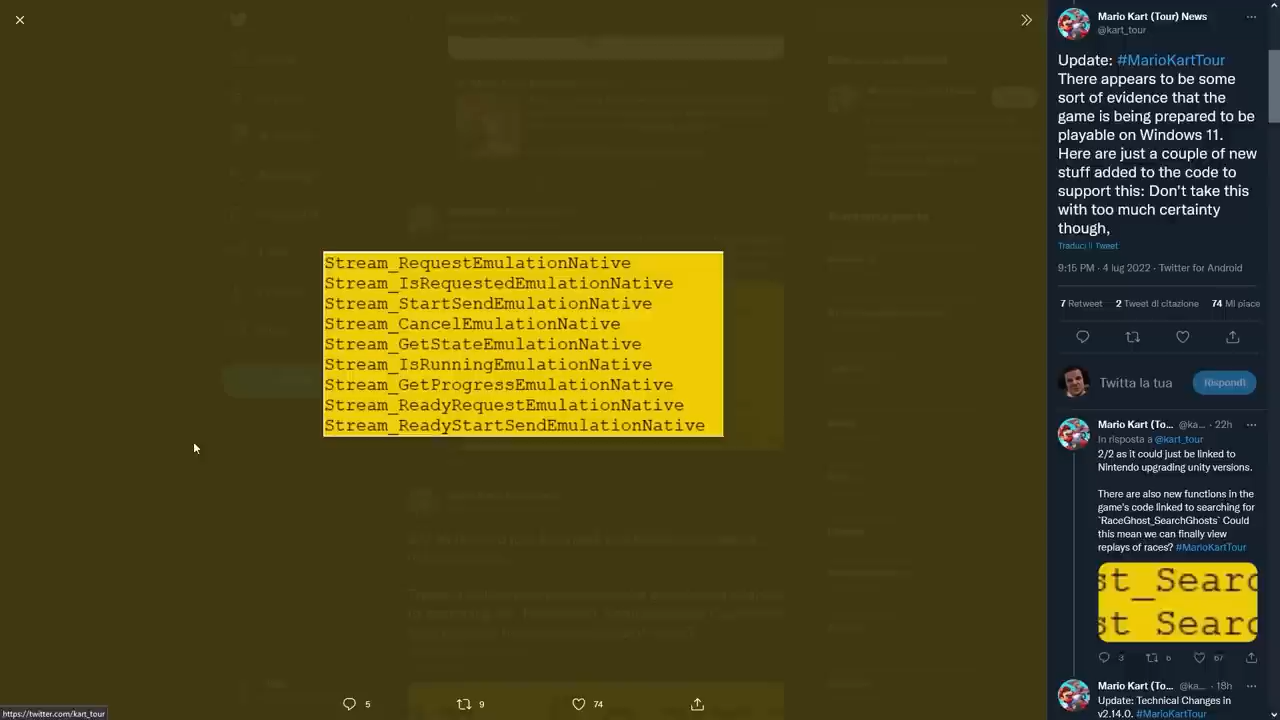 Stream_RequestEmulationNative
Stream_IsRequestedEmulationNative
Stream_StartSendEmulationNative
Stream_CancelEmulationNative
Stream_GetStateEmulationNative
Stream_IsRunningEmulationNative
Stream_GetProgressEmulationNative
Stream_ReadyRequestEmulationNative
Stream_ReadyStartSendEmulationNative
5
9
74
https://twitter.com/kart_tour
Mario Kart (Tour) News
@kart_tour
Update: #MarioKartTour
There appears to be some
sort of evidence that the
game is being prepared to be
playable on Windows 11.
Here are just a couple of new
stuff added to the code to
support this: Don't take this
with too much certainty
though,
Traduci il Tweet
9:15 PM · 4 lug 2022 · Twitter for Android
7 Retweet 2 Tweet di citazione 74 Mi piace
Twitta la tua
Rispondi
Mario Kart (To... @ka... · 22h
In risposta a @kart_tour
2/2 as it could just be linked to
Nintendo upgrading unity versions.
There are also new functions in the
game's code linked to searching for
`RaceGhost_SearchGhosts` Could
this mean we can finally view
replays of races? #MarioKartTour
st_Searc
st_Searc
3 6 67
Mario Kart (To... @ka... · 18h
Update: Technical Changes in
v2.14.0. #MarioKartTour